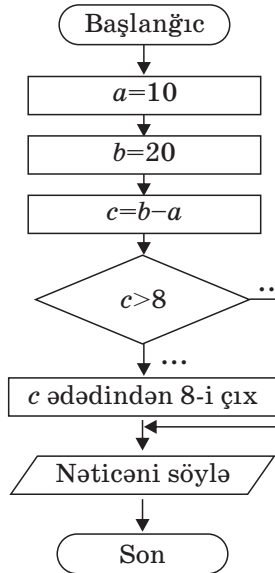 Başlanğıc
a=10
b=20
c=b–a
c>8
..
...
c ədədindən 8-i çıx
Nəticəni söylə
Son